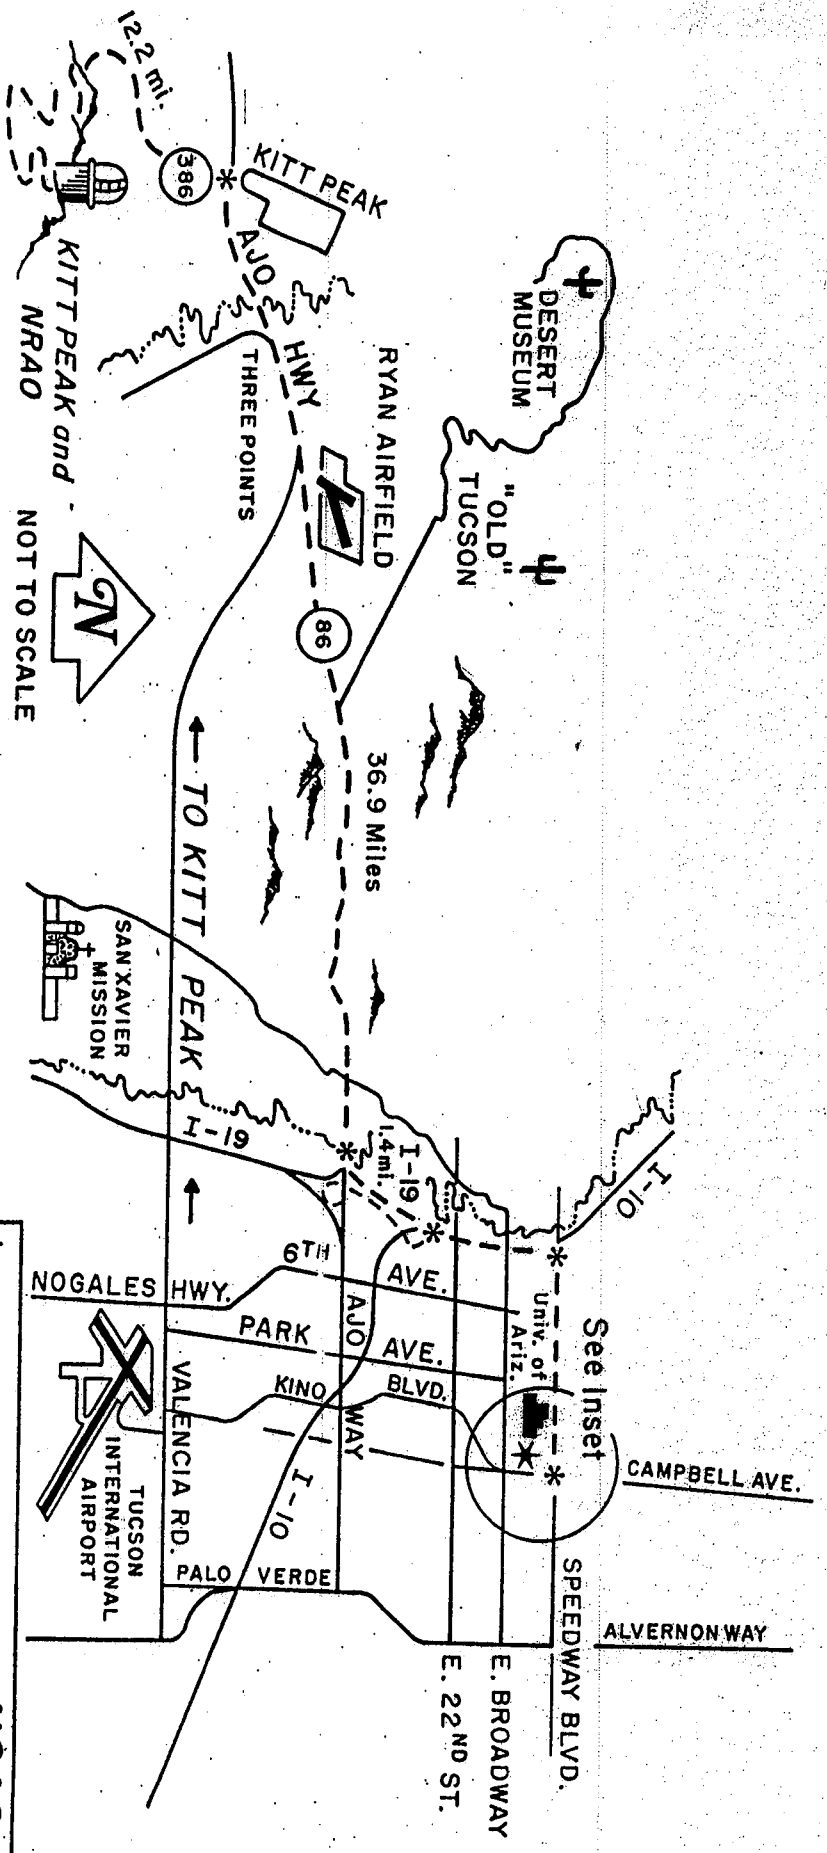 12.2 mi.
386
KITT PEAK
AJO
HWY
KITT PEAK and
NRAO
THREE POINTS
DESERT
MUSEUM
RYAN AIRFIELD
"OLD"
TUCSON
86
N
NOT TO SCALE
36.9 Miles
← TO KITT PEAK ←
SAN XAVIER
MISSION
I-19
1.4 mi.
I-19
I-10
6TH AVE.
NOGALES HWY.
PARK AVE.
AJO WAY
KINO BLVD.
Univ. of
Ariz.
See Inset
CAMPBELL AVE.
I-10
VALENCIA RD.
TUCSON
INTERNATIONAL
AIRPORT
PALO VERDE
SPEEDWAY BLVD.
ALVERNON WAY
E. BROADWAY
E. 22ND ST.